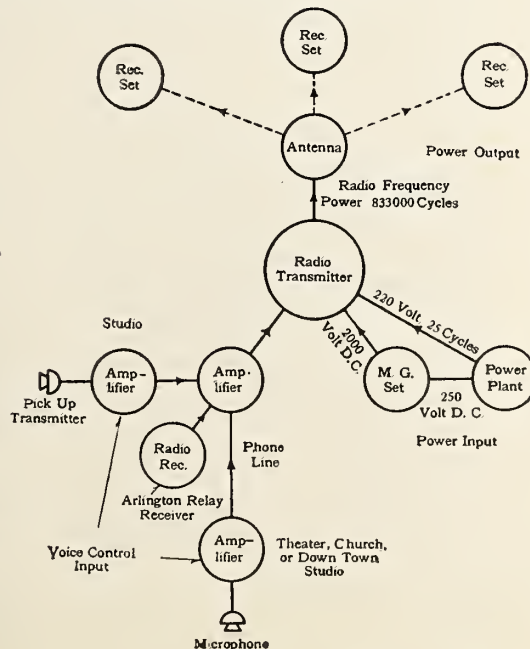 Rec.
Set
Rec.
Set
Rec.
Set
Antenna
Power Output
Radio Frequency
Power 833000 Cycles
Radio
Transmitter
220 Volt 25 Cycles
2000
Volt D.C.
Studio
Amp-
lifier
Amp-
lifier
M. G.
Set
Power
Plant
250
Volt D. C.
Pick Up
Transmitter
Power Input
Radio
Rec.
Phone
Line
Arlington Relay
Receiver
Voice Control
Input
Amp-
lifier
Theater, Church,
or Down Town
Studio
Microphone